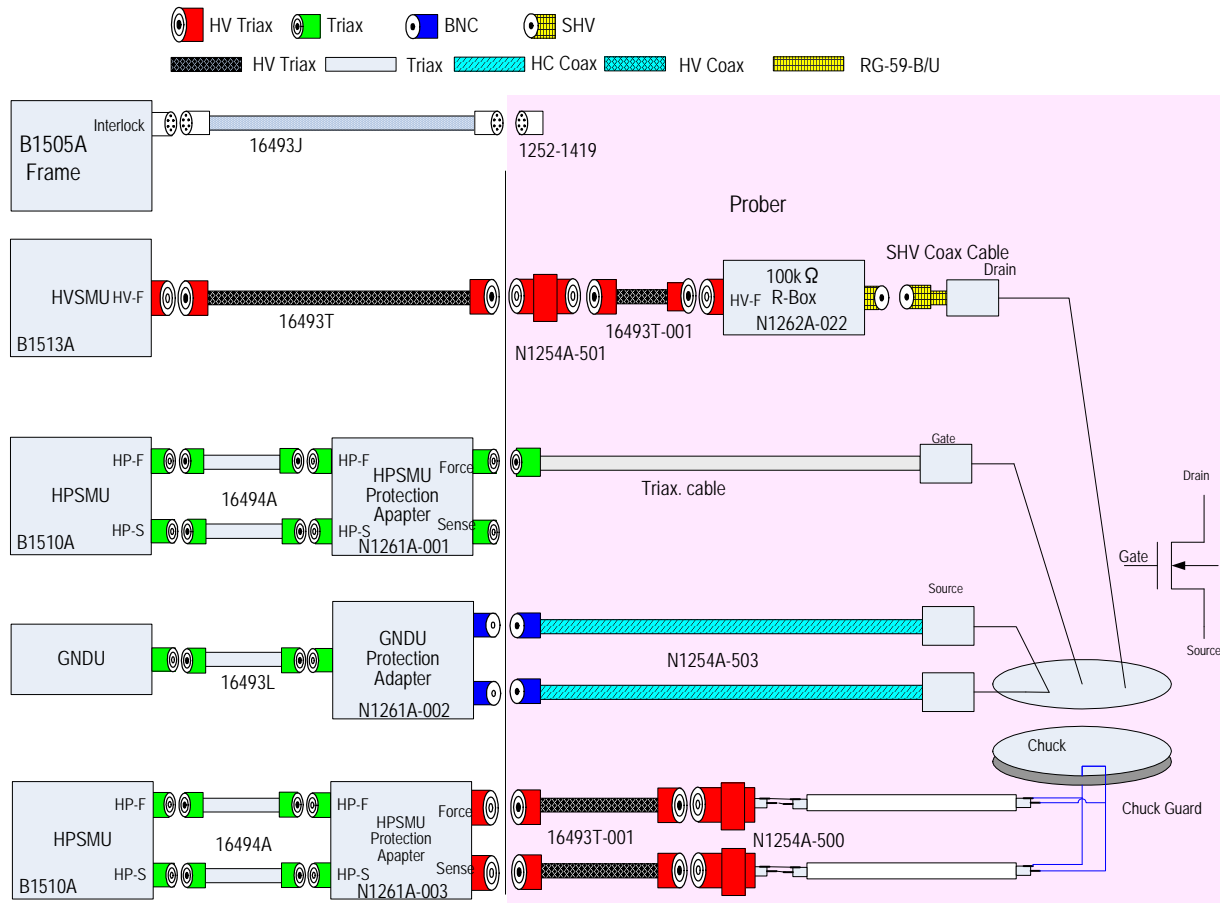 HV Triax Triax BNC SHV
HV Triax Triax HC Coax HV Coax RG-59-B/U
Interlock
B1505A
Frame
16493J
1252-1419
Prober
HVSMU HV-F
B1513A
16493T
N1254A-501
16493T-001
100k Ω
R-Box
HV-F
N1262A-022
SHV Coax Cable
Drain
HP-F
HPSMU
HP-S
B1510A
16494A
HP-F
HPSMU
Protection
Apapter
HP-S
N1261A-001
Force
Sense
Triax. cable
Gate
Drain
Gate
Source
GNDU
16493L
GNDU
Protection
Adapter
N1261A-002
N1254A-503
Source
Chuck
Chuck Guard
HP-F
HPSMU
HP-S
B1510A
16494A
HP-F
HPSMU
Protection
Apapter
HP-S
N1261A-003
Force
Sense
16493T-001
N1254A-500